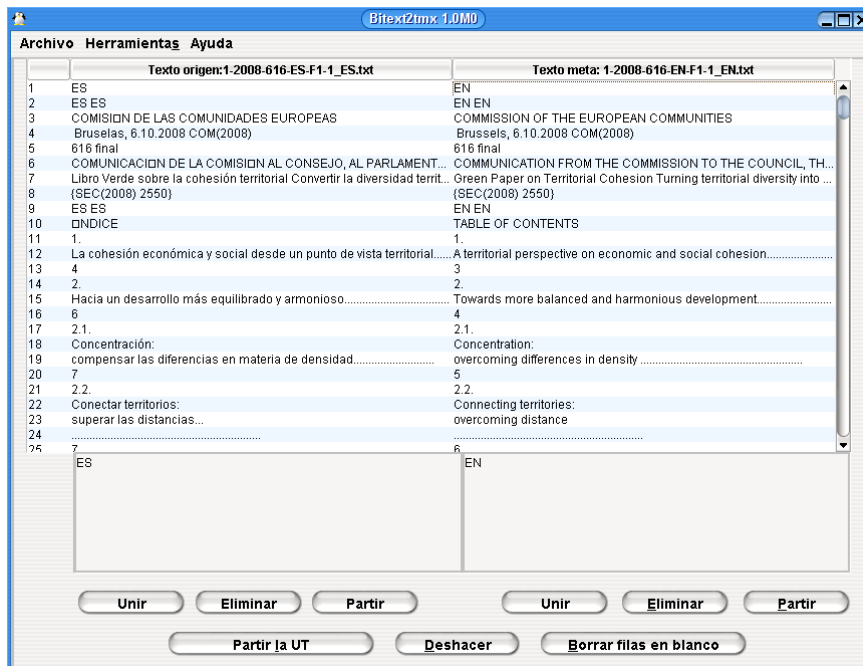 Bitext2tmx 1.0M0
Archivo Herramientas Ayuda
Texto origen:1-2008-616-ES-F1-1_ES.txt Texto meta: 1-2008-616-EN-F1-1_EN.txt
1 ES EN
2 ES ES EN EN
3 COMISI□N DE LAS COMUNIDADES EUROPEAS COMMISSION OF THE EUROPEAN COMMUNITIES
4 Bruselas, 6.10.2008 COM(2008) Brussels, 6.10.2008 COM(2008)
5 616 final 616 final
6 COMUNICACI□N DE LA COMISI□N AL CONSEJO, AL PARLAMENT... COMMUNICATION FROM THE COMMISSION TO THE COUNCIL, TH...
7 Libro Verde sobre la cohesión territorial Convertir la diversidad territ... Green Paper on Territorial Cohesion Turning territorial diversity into ...
8 {SEC(2008) 2550} {SEC(2008) 2550}
9 ES ES EN EN
10 □NDICE TABLE OF CONTENTS
11 1. 1.
12 La cohesión económica y social desde un punto de vista territorial...... A territorial perspective on economic and social cohesion.....................
13 4 3
14 2. 2.
15 Hacia un desarrollo más equilibrado y armonioso................................... Towards more balanced and harmonious development.........................
16 6 4
17 2.1. 2.1.
18 Concentración: Concentration:
19 compensar las diferencias en materia de densidad........................... overcoming differences in density ......................................................
20 7 5
21 2.2. 2.2.
22 Conectar territorios: Connecting territories:
23 superar las distancias... overcoming distance
24 ............................................................... ...............................................................
25 7 6
ES EN
Unir Eliminar Partir Unir Eliminar Partir
Partir la UT Deshacer Borrar filas en blanco